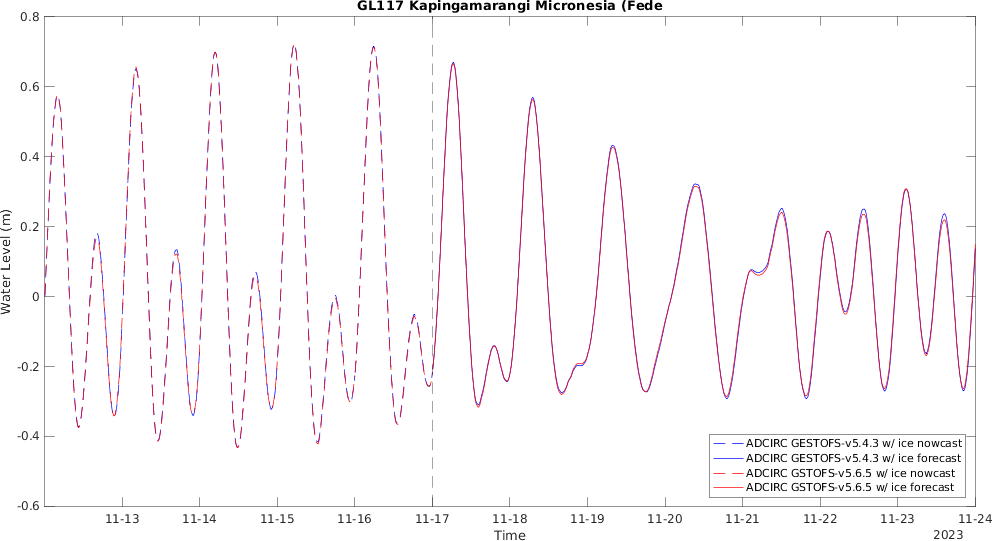 GL117 Kapingamarangi Micronesia (Fede
0.8
0.6
0.4
0.2
0
-0.2
-0.4
-0.6
Water Level (m)
ADCIRC GESTOFS-v5.4.3 w/ ice nowcast
ADCIRC GESTOFS-v5.4.3 w/ ice forecast
ADCIRC GSTOFS-v5.6.5 w/ ice nowcast
ADCIRC GSTOFS-v5.6.5 w/ ice forecast
11-13 11-14 11-15 11-16 11-17 11-18 11-19 11-20 11-21 11-22 11-23 11-24
Time
2023